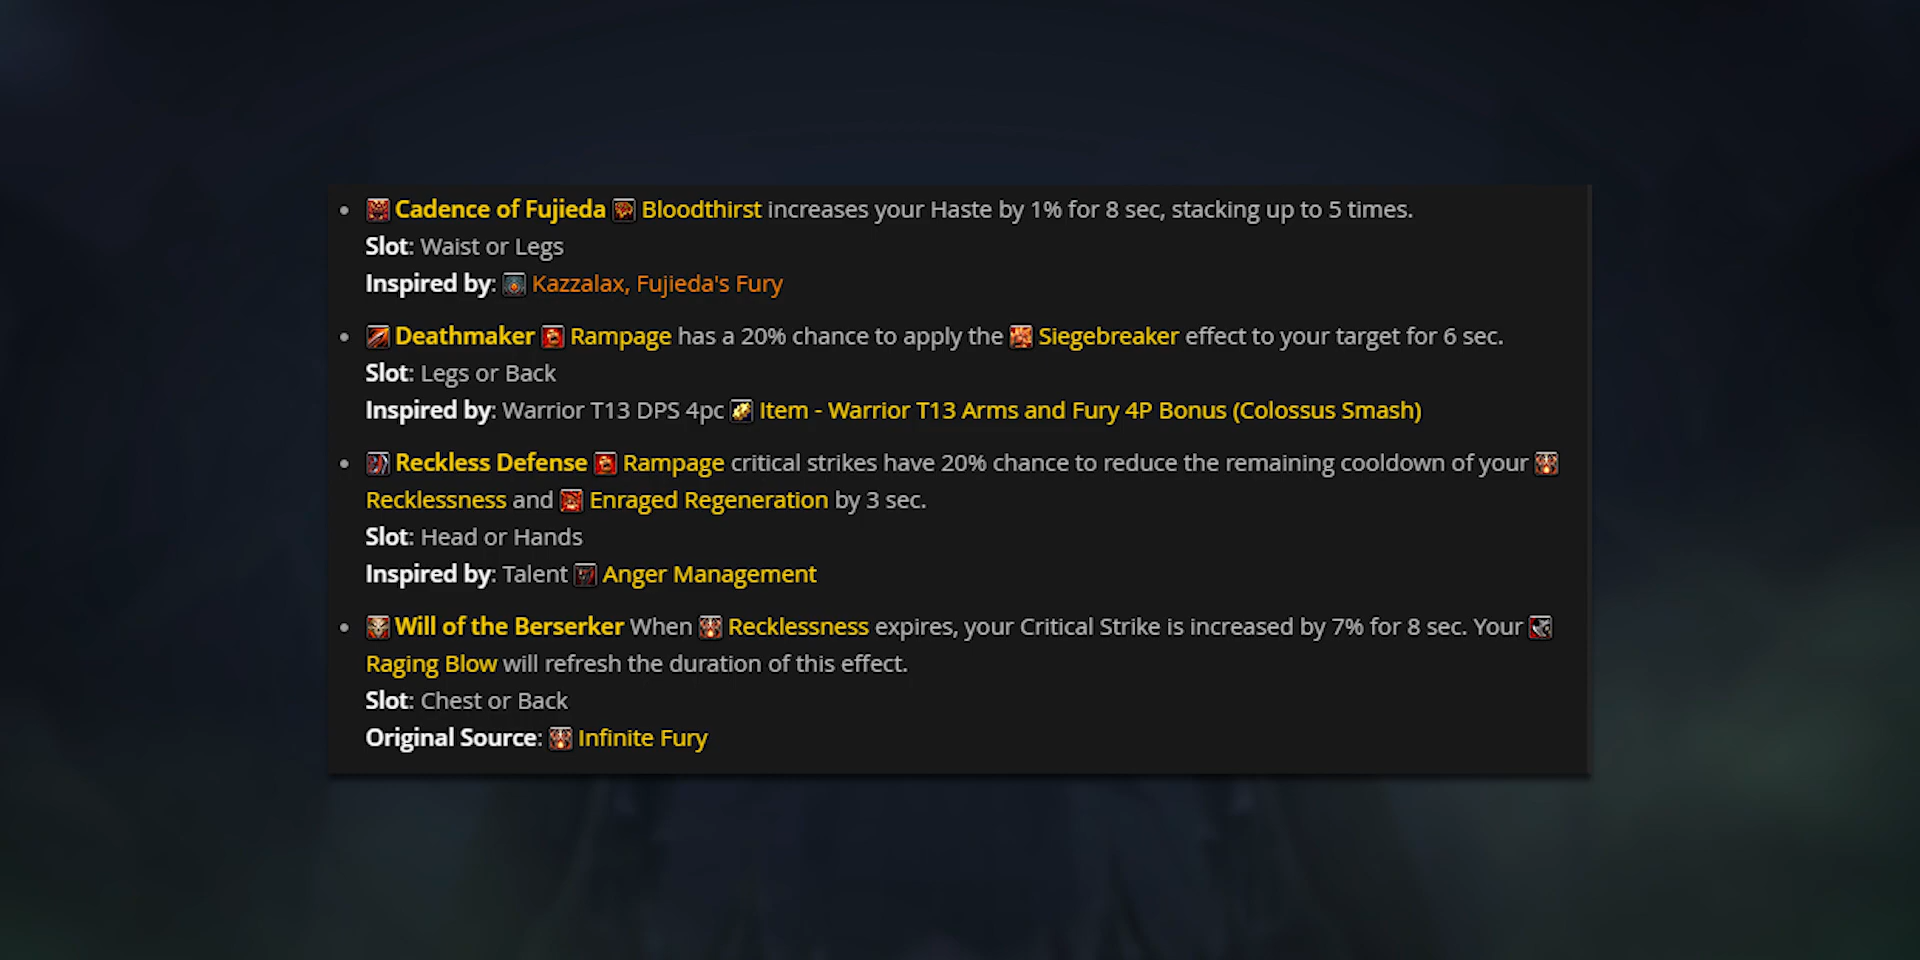 Cadence of Fujieda Bloodthirst increases your Haste by 1% for 8 sec, stacking up to 5 times.
Slot: Waist or Legs
Inspired by: Kazzalax, Fujieda's Fury
Deathmaker Rampage has a 20% chance to apply the Siegebreaker effect to your target for 6 sec.
Slot: Legs or Back
Inspired by: Warrior T13 DPS 4pc Item - Warrior T13 Arms and Fury 4P Bonus (Colossus Smash)
Reckless Defense Rampage critical strikes have 20% chance to reduce the remaining cooldown of your
Recklessness and Enraged Regeneration by 3 sec.
Slot: Head or Hands
Inspired by: Talent Anger Management
Will of the Berserker When Recklessness expires, your Critical Strike is increased by 7% for 8 sec. Your
Raging Blow will refresh the duration of this effect.
Slot: Chest or Back
Original Source: Infinite Fury